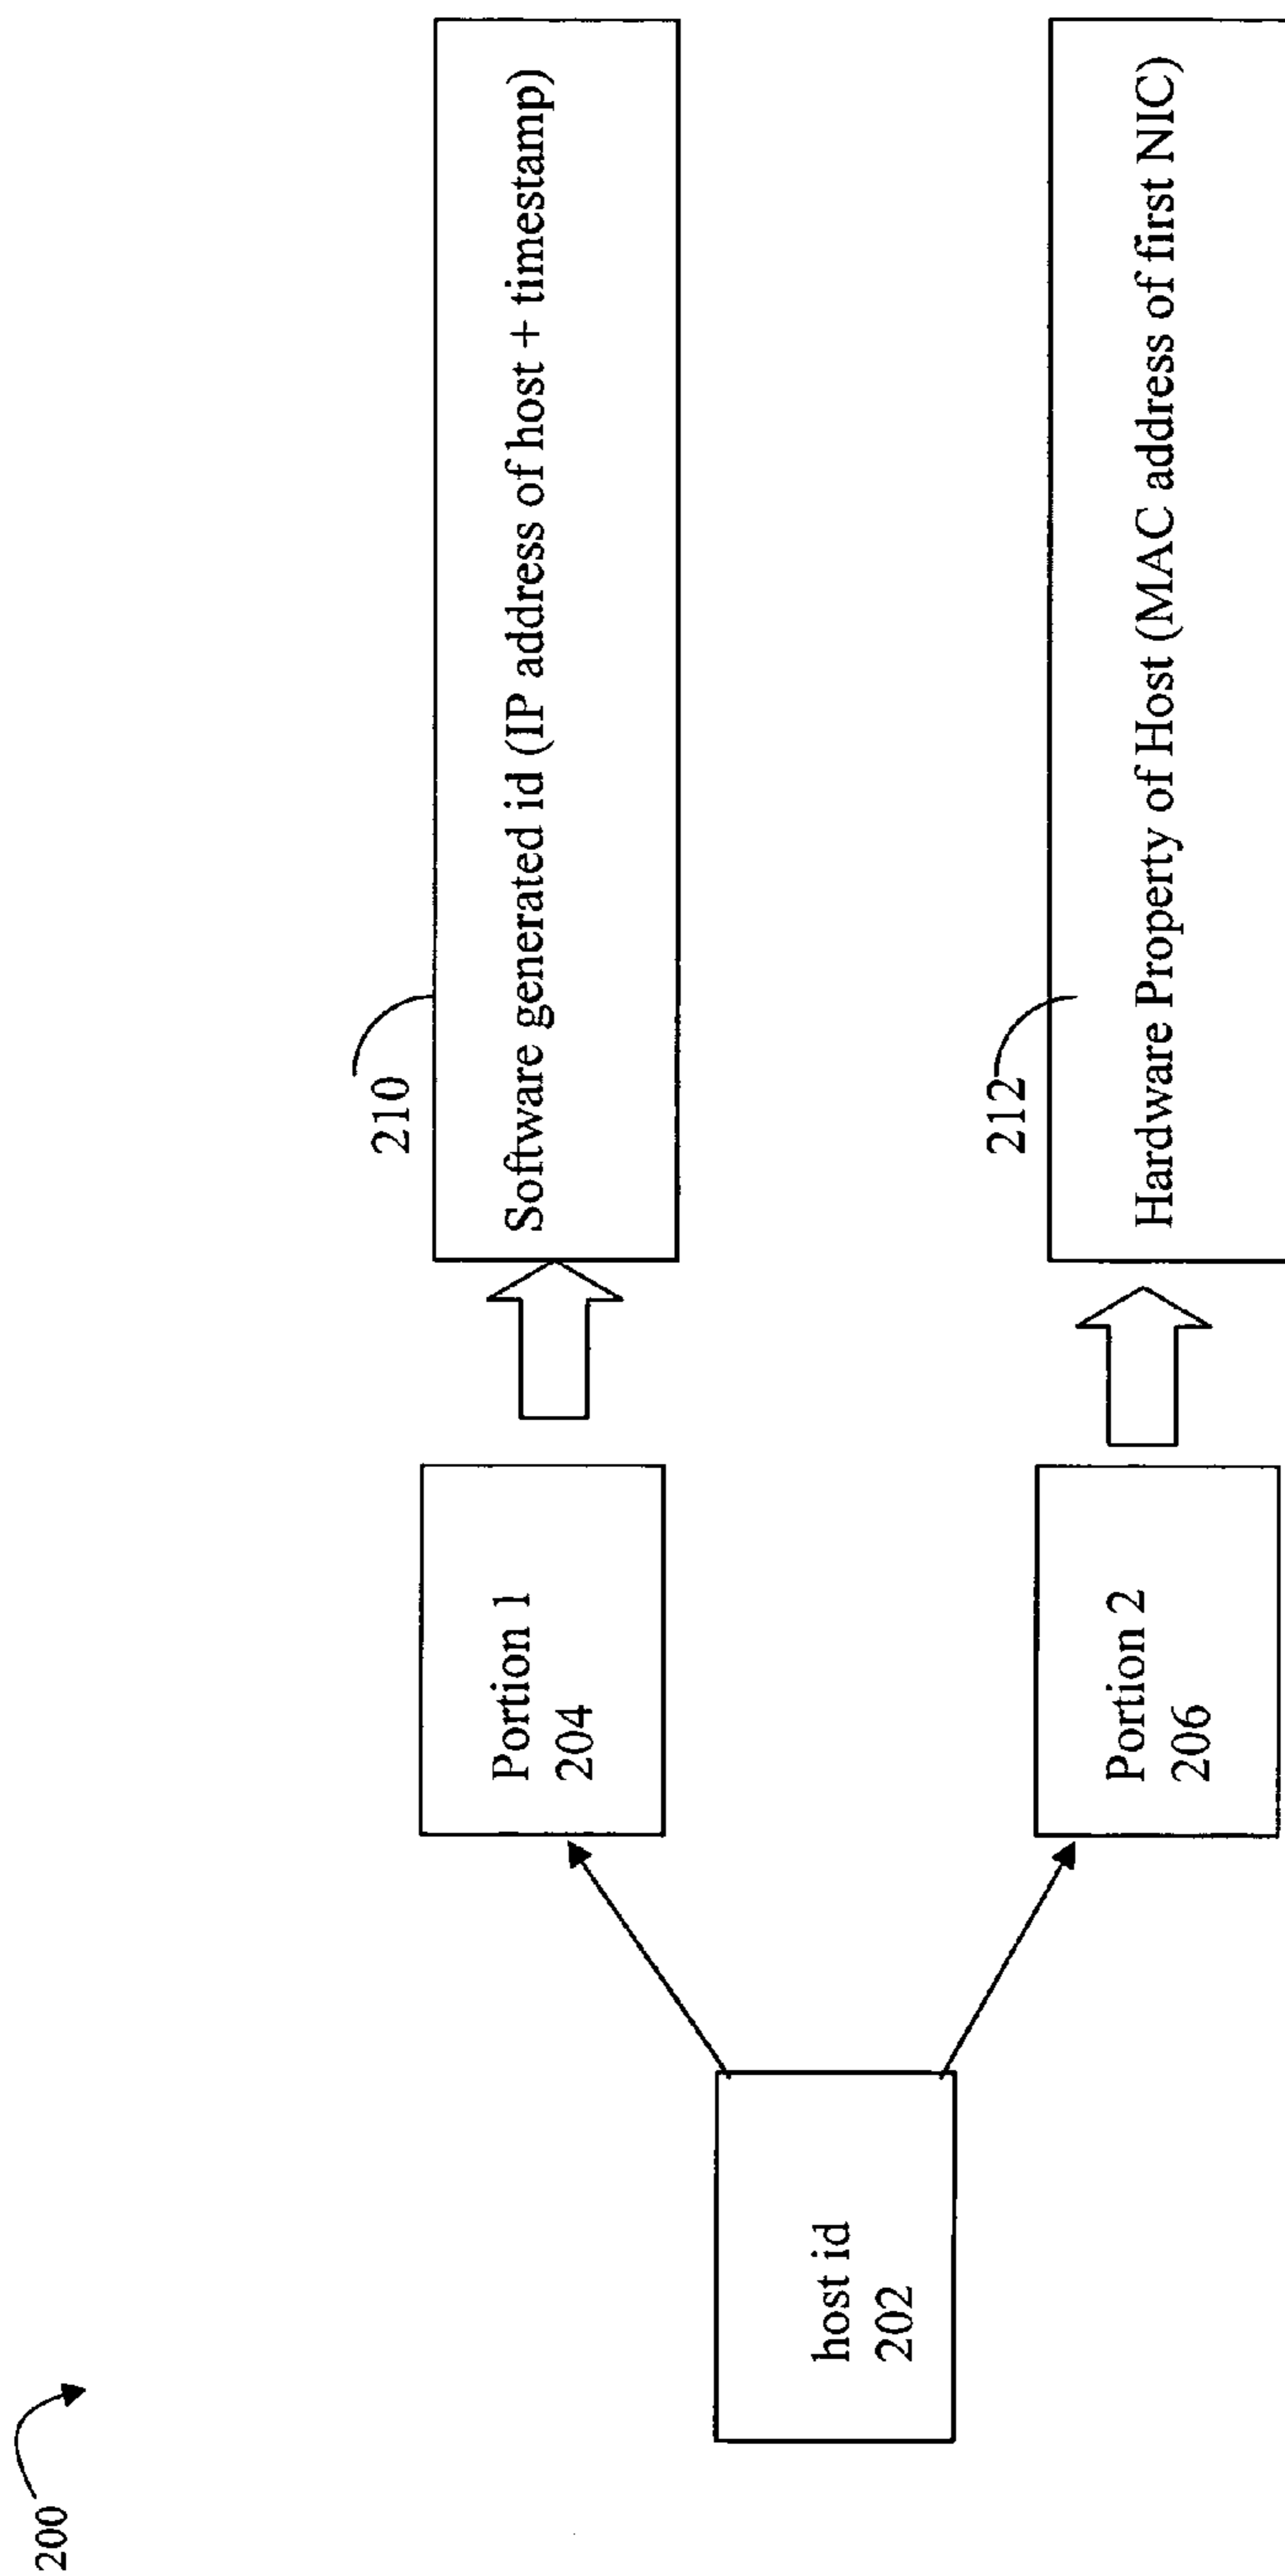 200
host id
202
Portion 1
204
Portion 2
206
210
Software generated id (IP address of host + timestamp)
212
Hardware Property of Host (MAC address of first NIC)